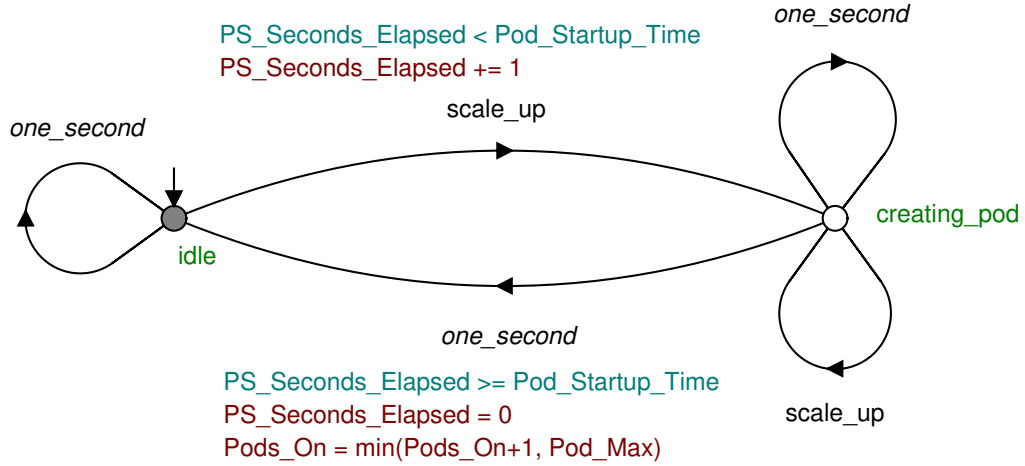 one_second
PS_Seconds_Elapsed < Pod_Startup_Time
PS_Seconds_Elapsed += 1
scale_up
one_second
creating_pod
idle
one_second
PS_Seconds_Elapsed >= Pod_Startup_Time
PS_Seconds_Elapsed = 0
Pods_On = min(Pods_On+1, Pod_Max)
scale_up